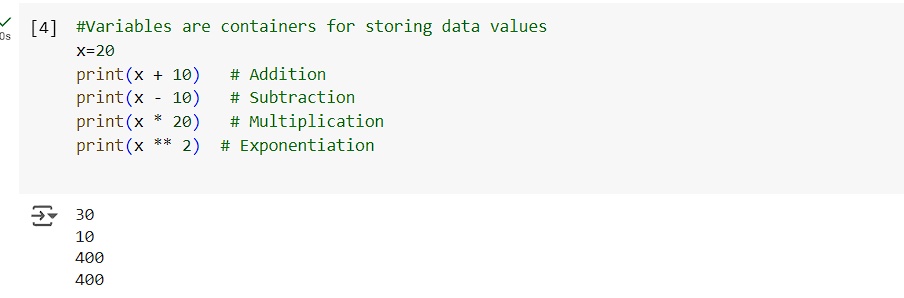 [4] #Variables are containers for storing data values
0s
x=20
print(x + 10)   # Addition
print(x - 10)   # Subtraction
print(x * 20)   # Multiplication
print(x ** 2)  # Exponentiation
30
10
400
400